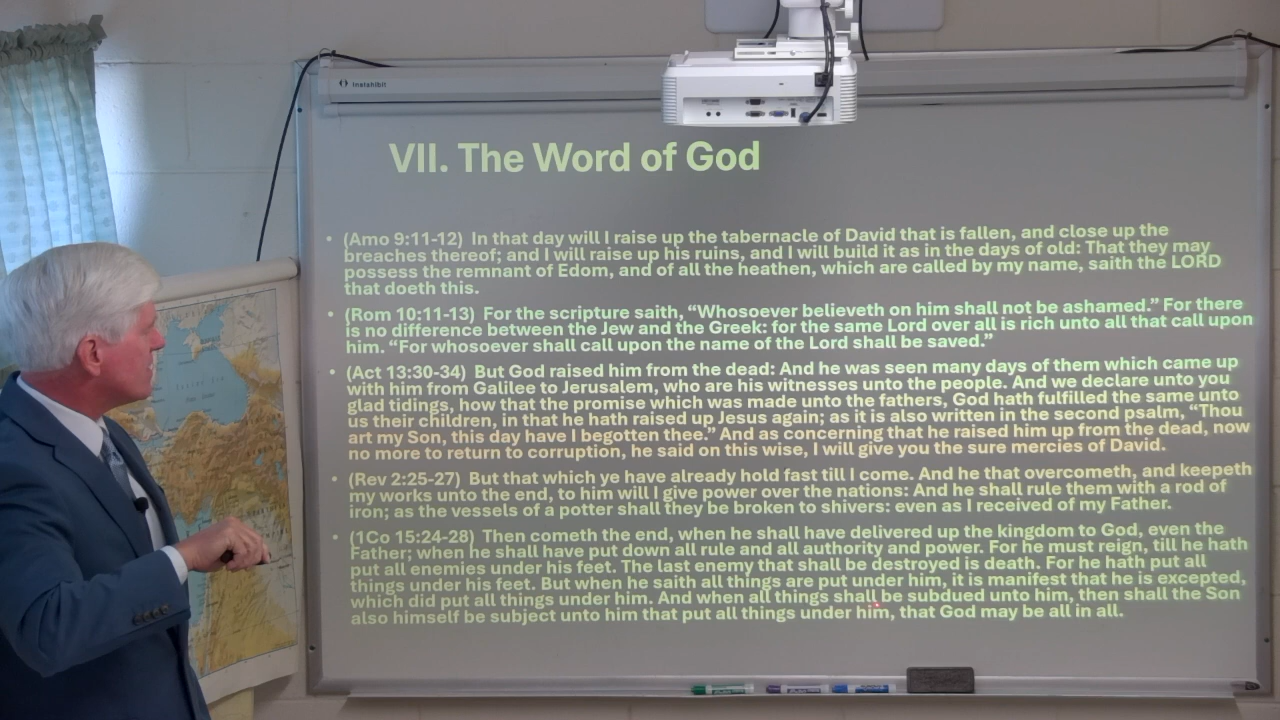 Instahibit
VII. The Word of God
• (Amo 9:11-12) In that day will I raise up the tabernacle of David that is fallen, and close up the
breaches thereof; and I will raise up his ruins, and I will build it as in the days of old: That they may
possess the remnant of Edom, and of all the heathen, which are called by my name, saith the LORD
that doeth this.
• (Rom 10:11-13) For the scripture saith, “Whosoever believeth on him shall not be ashamed.” For there
is no difference between the Jew and the Greek: for the same Lord over all is rich unto all that call upon
him. “For whosoever shall call upon the name of the Lord shall be saved.”
• (Act 13:30-34) But God raised him from the dead: And he was seen many days of them which came up
with him from Galilee to Jerusalem, who are his witnesses unto the people. And we declare unto you
glad tidings, how that the promise which was made unto the fathers, God hath fulfilled the same unto
us their children, in that he hath raised up Jesus again; as it is also written in the second psalm, “Thou
art my Son, this day have I begotten thee.” And as concerning that he raised him up from the dead, now
no more to return to corruption, he said on this wise, I will give you the sure mercies of David.
• (Rev 2:25-27) But that which ye have already hold fast till I come. And he that overcometh, and keepeth
my works unto the end, to him will I give power over the nations: And he shall rule them with a rod of
iron; as the vessels of a potter shall they be broken to shivers: even as I received of my Father.
• (1Co 15:24-28) Then cometh the end, when he shall have delivered up the kingdom to God, even the
Father; when he shall have put down all rule and all authority and power. For he must reign, till he hath
put all enemies under his feet. The last enemy that shall be destroyed is death. For he hath put all
things under his feet. But when he saith all things are put under him, it is manifest that he is excepted,
which did put all things under him. And when all things shall be subdued unto him, then shall the Son
also himself be subject unto him that put all things under him, that God may be all in all.